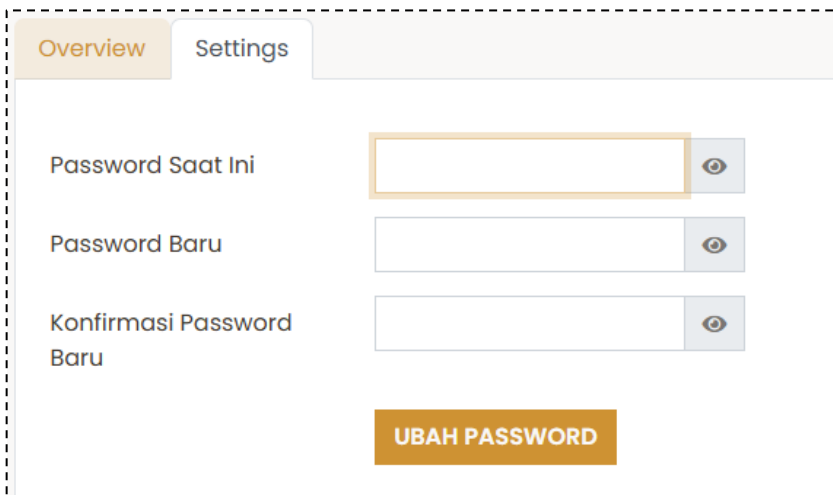 Overview
Settings
Password Saat Ini
Password Baru
Konfirmasi Password
Baru
UBAH PASSWORD